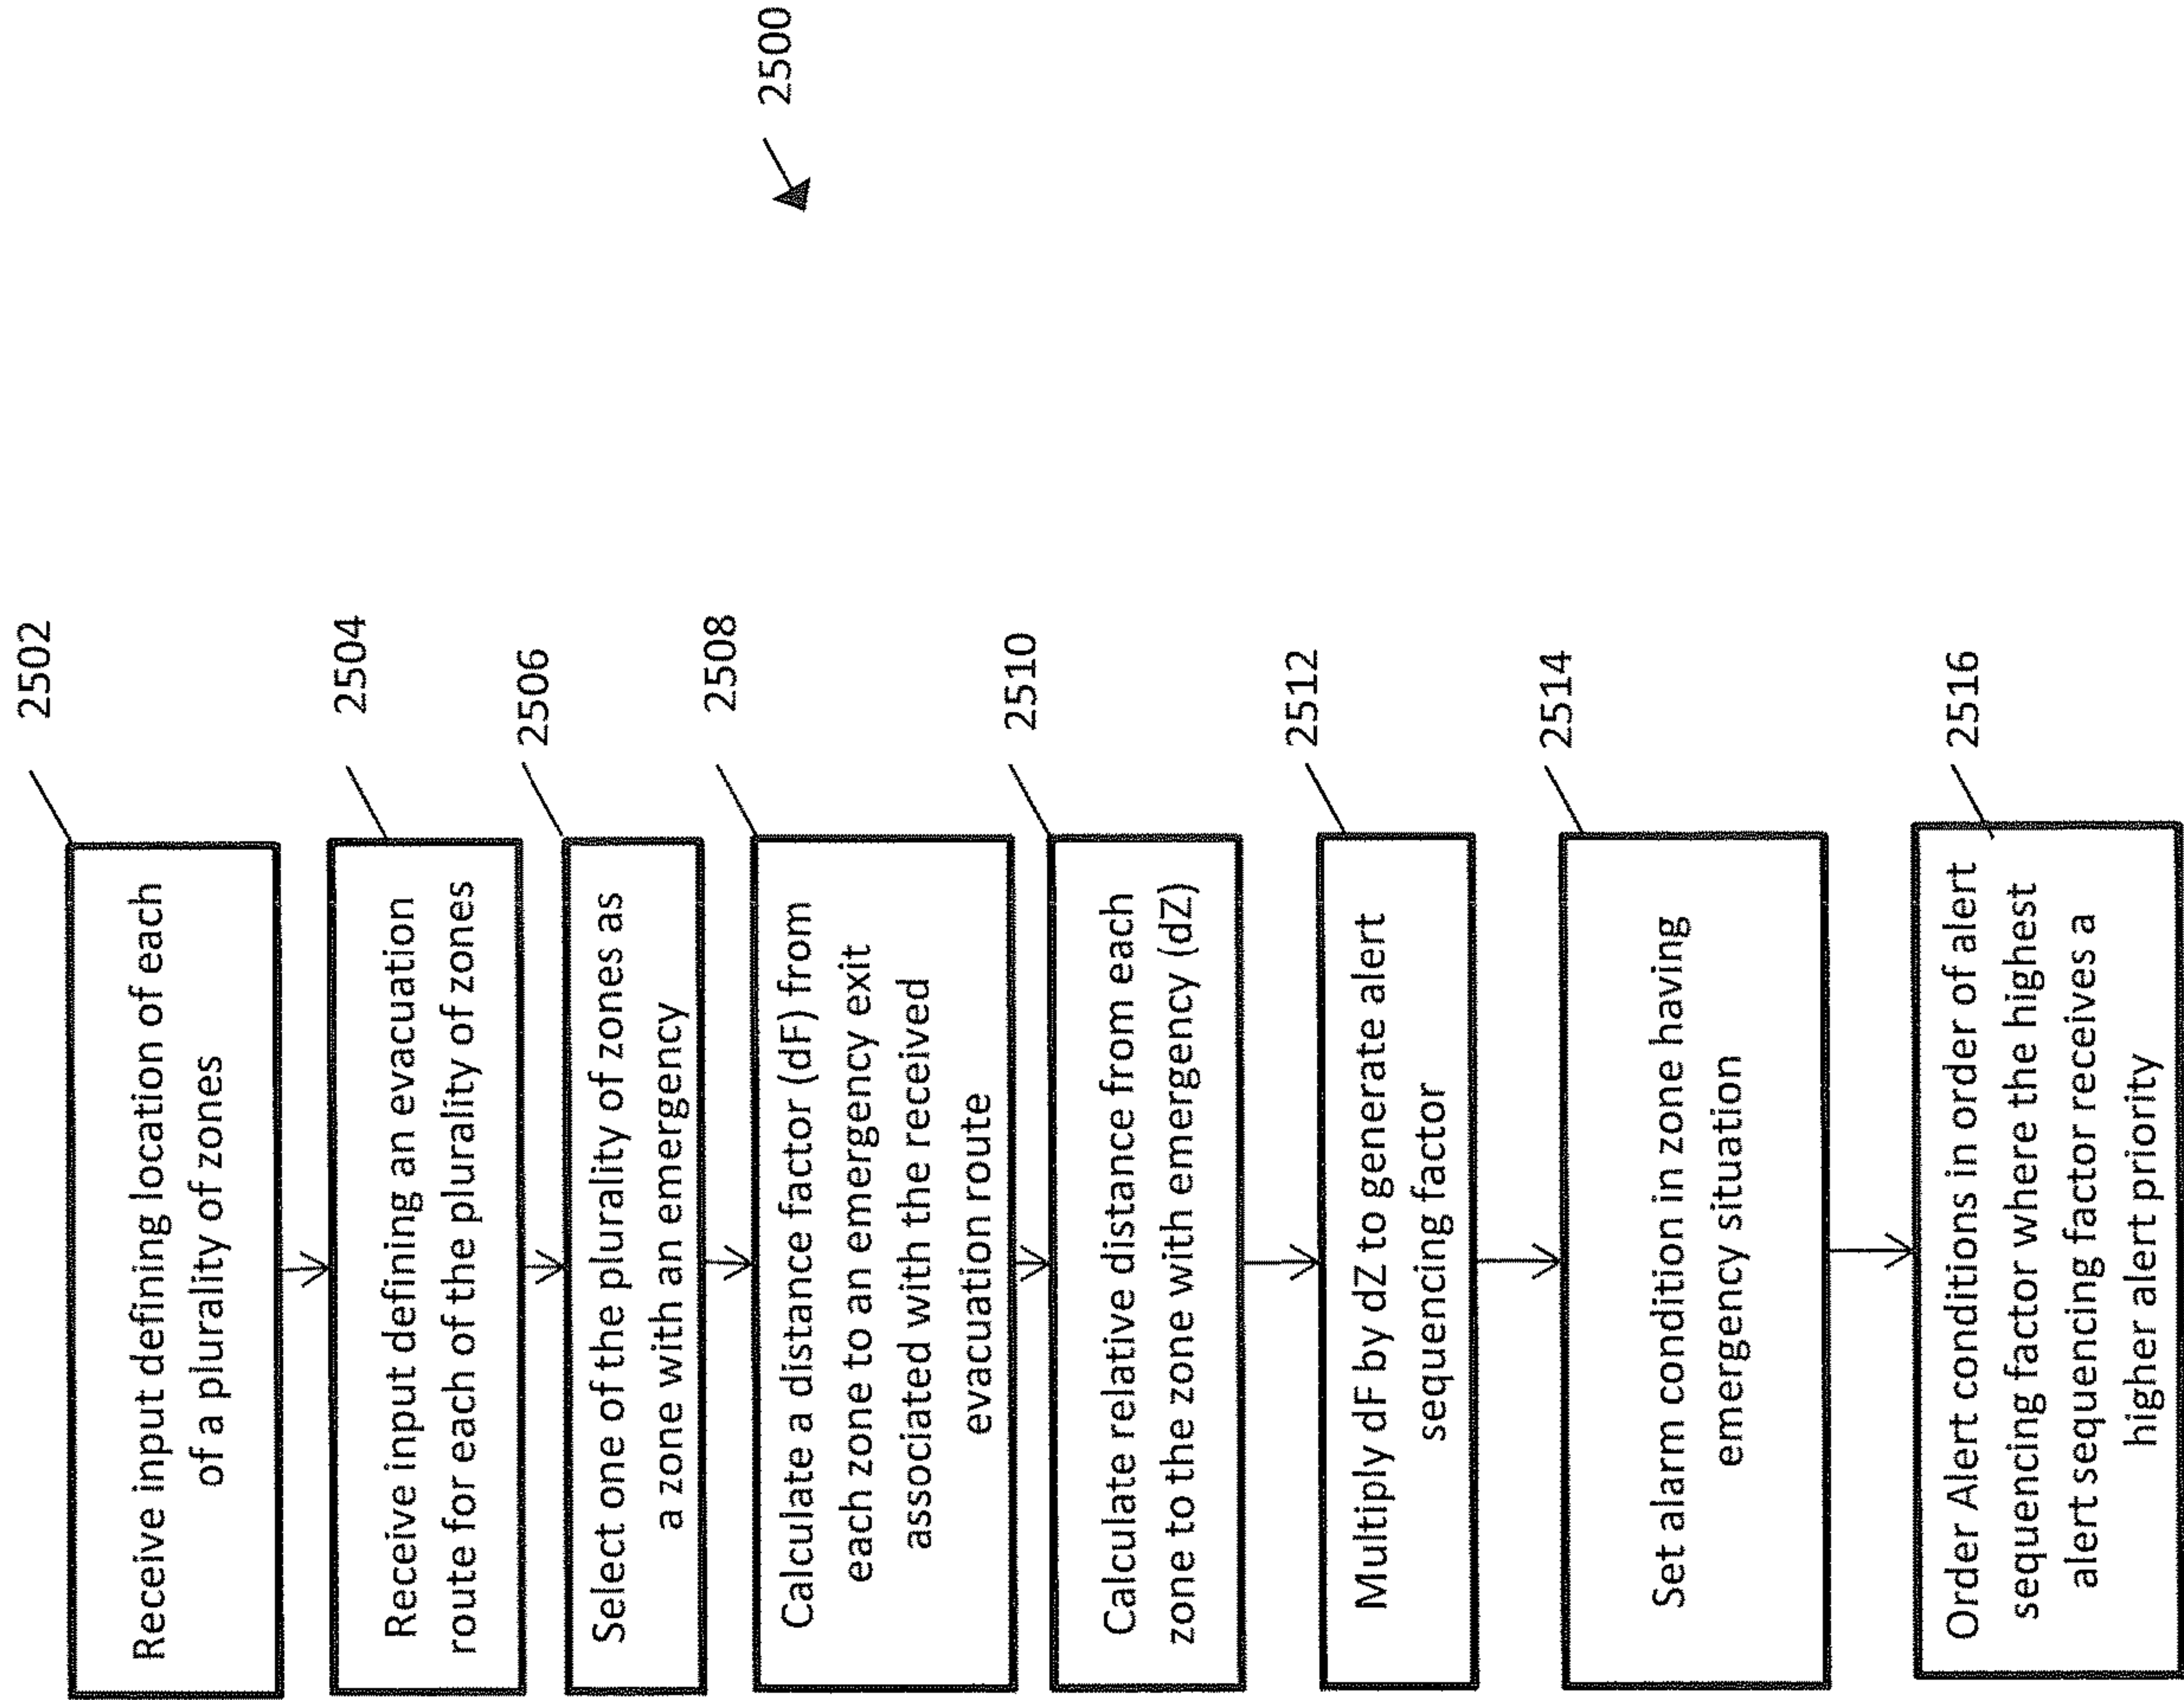 2502
Receive input defining location of each
of a plurality of zones
2504
Receive input defining an evacuation
route for each of the plurality of zones
2506
Select one of the plurality of zones as
a zone with an emergency
2508
Calculate a distance factor (dF) from
each zone to an emergency exit
associated with the received
evacuation route
2510
Calculate relative distance from each
zone to the zone with emergency (dZ)
2512
Multiply dF by dZ to generate alert
sequencing factor
2514
Set alarm condition in zone having
emergency situation
2516
Order Alert conditions in order of alert
sequencing factor where the highest
alert sequencing factor receives a
higher alert priority
2500